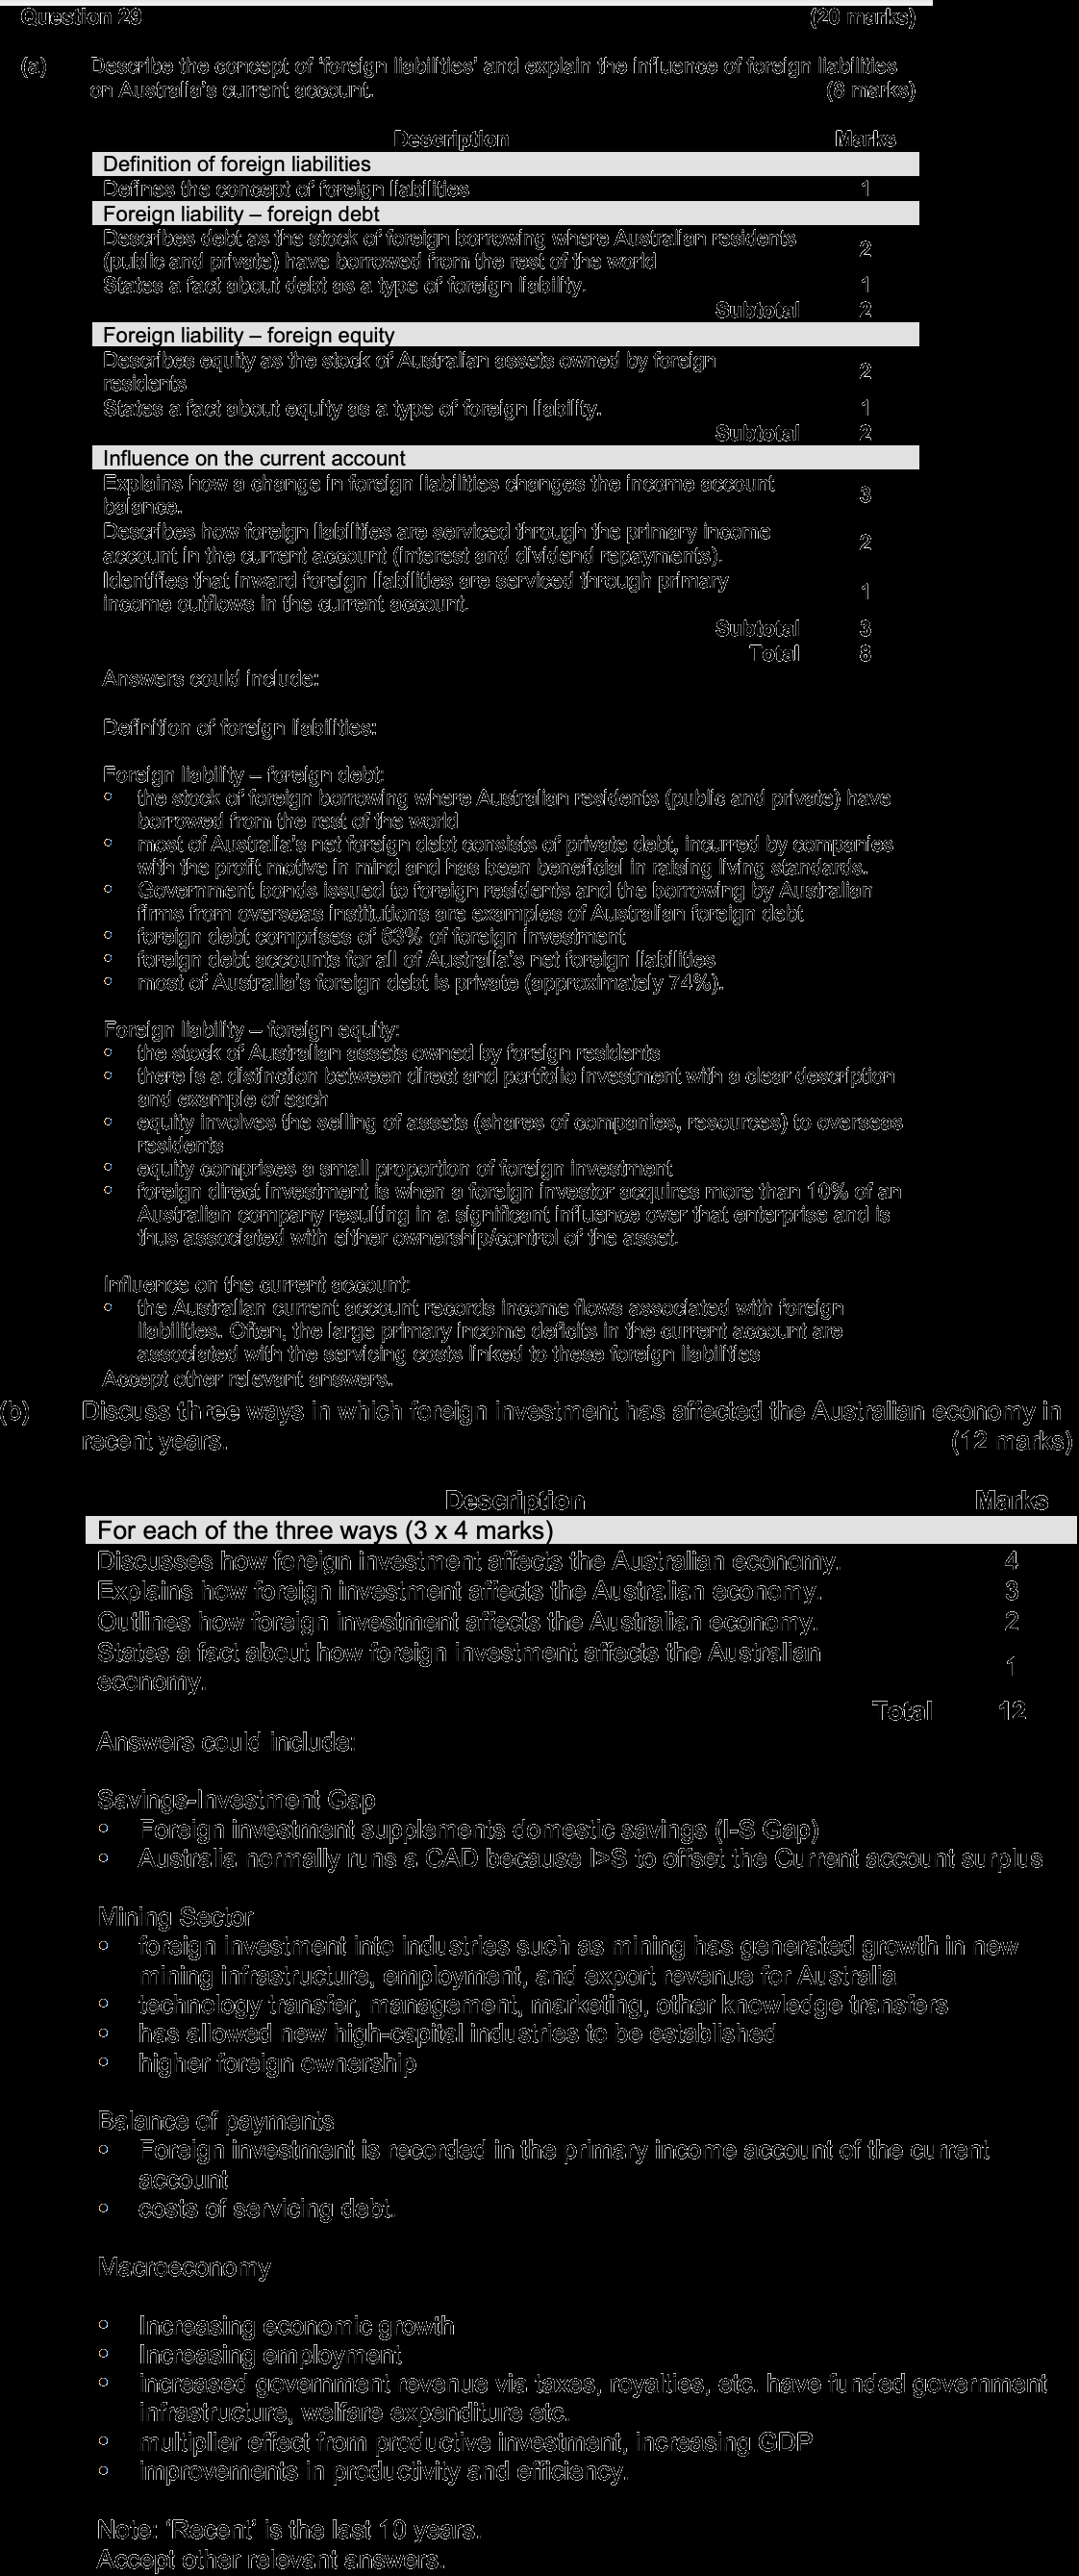 Question 29 (20 marks)
(a) Describe the concept of 'foreign liabilities' and explain the influence of foreign liabilities
on Australia's current account. (8 marks)
Description Marks
Definition of foreign liabilities
Defines the concept of foreign liabilities 1
Foreign liability – foreign debt
Describes debt as the stock of foreign borrowing where Australian residents
(public and private) have borrowed from the rest of the world 2
States a fact about debt as a type of foreign liability. 1
Subtotal 2
Foreign liability – foreign equity
Describes equity as the stock of Australian assets owned by foreign
residents 2
States a fact about equity as a type of foreign liability. 1
Subtotal 2
Influence on the current account
Explains how a change in foreign liabilities changes the income account
balance. 3
Describes how foreign liabilities are serviced through the primary income
account in the current account (interest and dividend repayments). 2
Identifies that inward foreign liabilities are serviced through primary
income outflows in the current account. 1
Subtotal 3
Total 8
Answers could include:
Definition of foreign liabilities:
Foreign liability – foreign debt:
• the stock of foreign borrowing where Australian residents (public and private) have
borrowed from the rest of the world
• most of Australia's net foreign debt consists of private debt, incurred by companies
with the profit motive in mind and has been beneficial in raising living standards.
• Government bonds issued to foreign residents and the borrowing by Australian
firms from overseas institutions are examples of Australian foreign debt
• foreign debt comprises of 63% of foreign investment
• foreign debt accounts for all of Australia's net foreign liabilities
• most of Australia's foreign debt is private (approximately 74%).
Foreign liability – foreign equity:
• the stock of Australian assets owned by foreign residents
• there is a distinction between direct and portfolio investment with a clear description
and example of each
• equity involves the selling of assets (shares of companies, resources) to overseas
residents
• equity comprises a small proportion of foreign investment
• foreign direct investment is when a foreign investor acquires more than 10% of an
Australian company resulting in a significant influence over that enterprise and is
thus associated with either ownership/control of the asset.
Influence on the current account:
• the Australian current account records income flows associated with foreign
liabilities. Often, the large primary income deficits in the current account are
associated with the servicing costs linked to these foreign liabilities
Accept other relevant answers.
(b) Discuss three ways in which foreign investment has affected the Australian economy in
recent years. (12 marks)
Description Marks
For each of the three ways (3 x 4 marks)
Discusses how foreign investment affects the Australian economy. 4
Explains how foreign investment affects the Australian economy. 3
Outlines how foreign investment affects the Australian economy. 2
States a fact about how foreign investment affects the Australian
economy. 1
Total 12
Answers could include:
Savings-Investment Gap
• Foreign investment supplements domestic savings (I-S Gap)
• Australia normally runs a CAD because I>S to offset the Current account surplus
Mining Sector
• foreign investment into industries such as mining has generated growth in new
mining infrastructure, employment, and export revenue for Australia
• technology transfer, management, marketing, other knowledge transfers
• has allowed new high-capital industries to be established
• higher foreign ownership
Balance of payments
• Foreign investment is recorded in the primary income account of the current
account
• costs of servicing debt.
Macroeconomy
• Increasing economic growth
• Increasing employment
• increased government revenue via taxes, royalties, etc. have funded government
infrastructure, welfare expenditure etc.
• multiplier effect from productive investment, increasing GDP
• improvements in productivity and efficiency.
Note: 'Recent' is the last 10 years.
Accept other relevant answers.